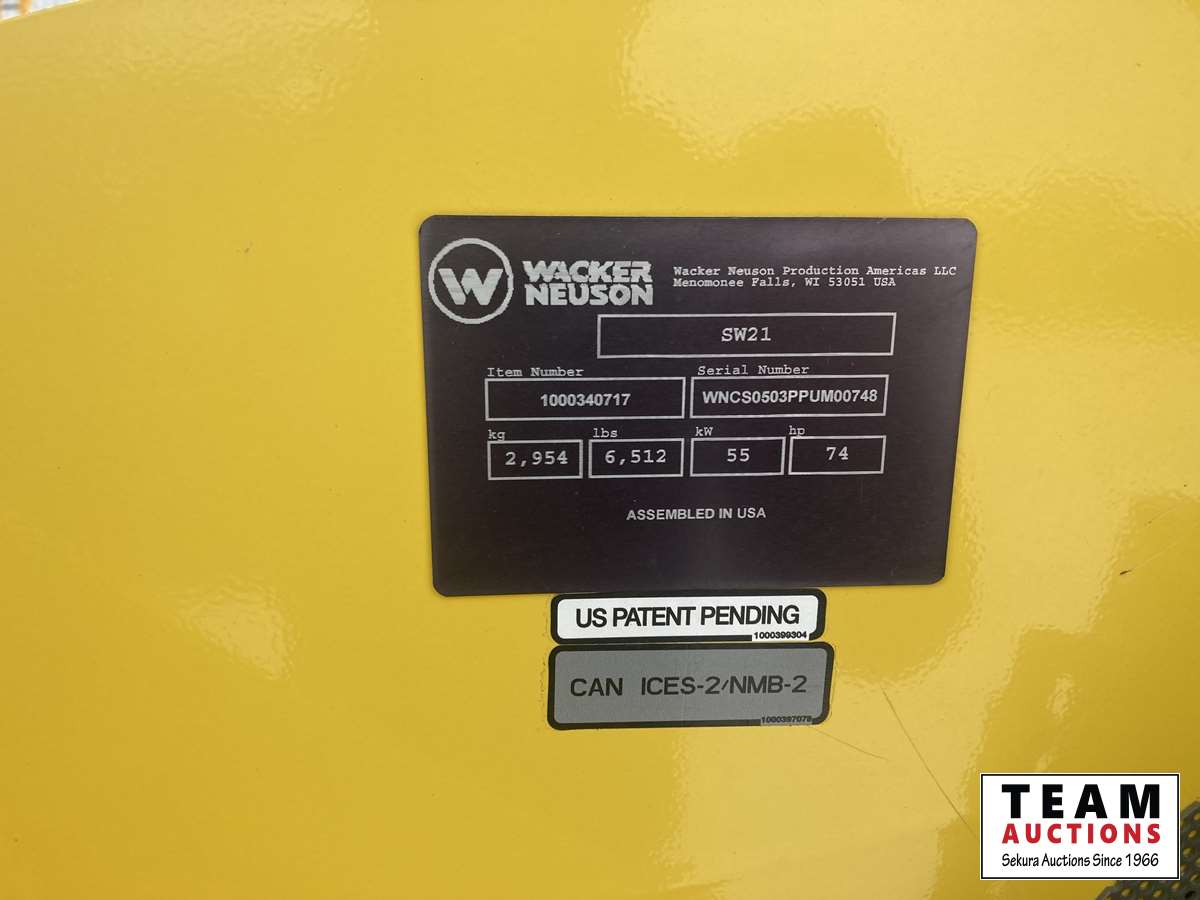 W
WACKER
NEUSON
Wacker Neuson Production Americas LLC
Menomonee Falls, WI 53051 USA
SW21
Item Number
Serial Number
1000340717
WNCS0503PPUM00748
kg
lbs
kW
hp
2,954
6,512
55
74
ASSEMBLED IN USA
US PATENT PENDING
1000399304
CAN ICES-2/NMB-2
1000397078
TEAM
AUCTIONS
Sekura Auctions Since 1966